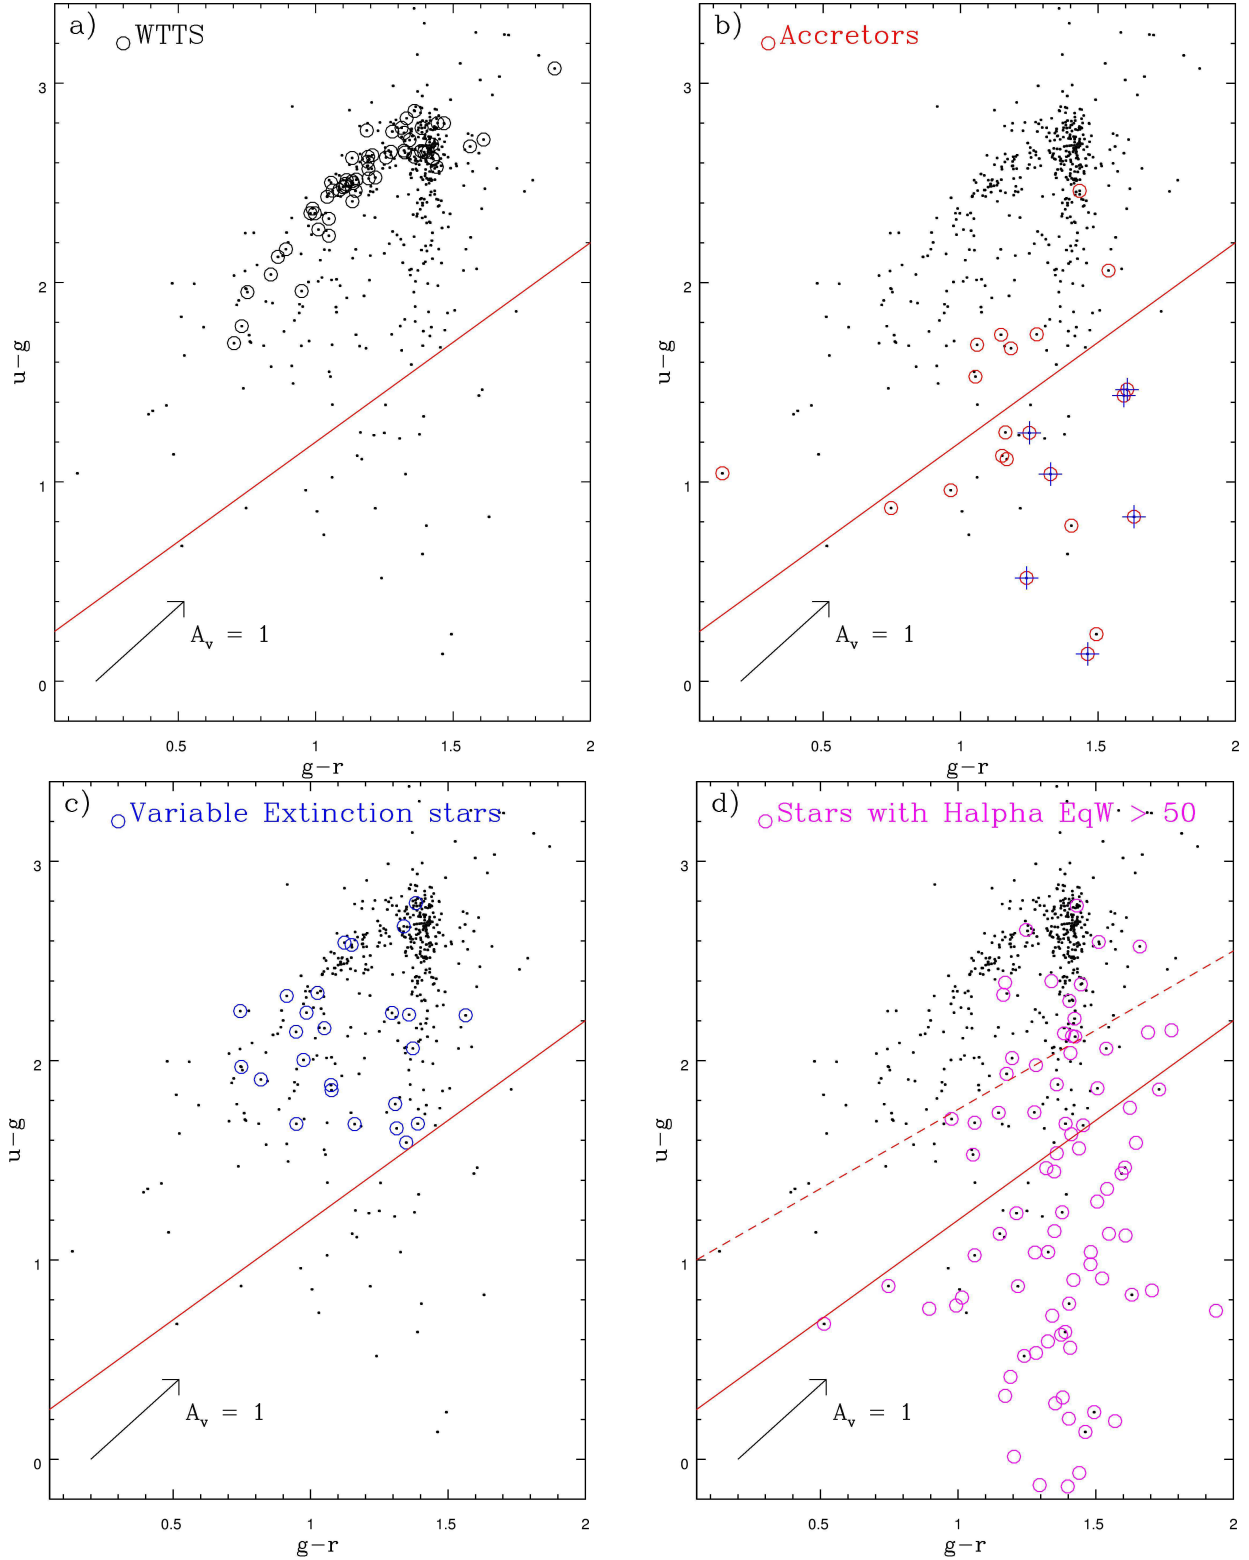 a) WTTS
3
2
1
0
u-g
A_v = 1
0.5 1 1.5 2
g-r
b) Accretors
3
2
1
0
u-g
A_v = 1
0.5 1 1.5 2
g-r
c) Variable Extinction stars
3
2
1
0
u-g
A_v = 1
0.5 1 1.5 2
g-r
d) Stars with Halpha EqW > 50
3
2
1
0
u-g
A_v = 1
0.5 1 1.5 2
g-r